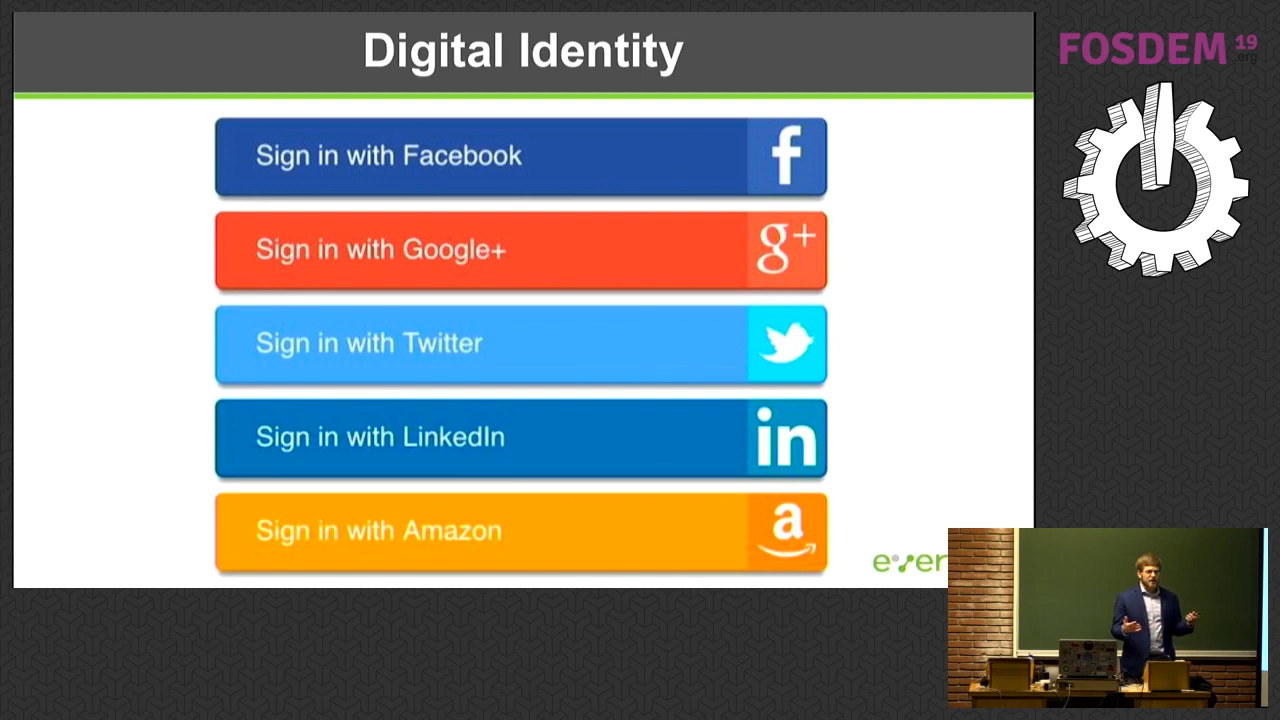 Digital Identity
Sign in with Facebook
f
Sign in with Google+
g+
Sign in with Twitter
Sign in with LinkedIn
in
Sign in with Amazon
a
FOSDEM 19
.org